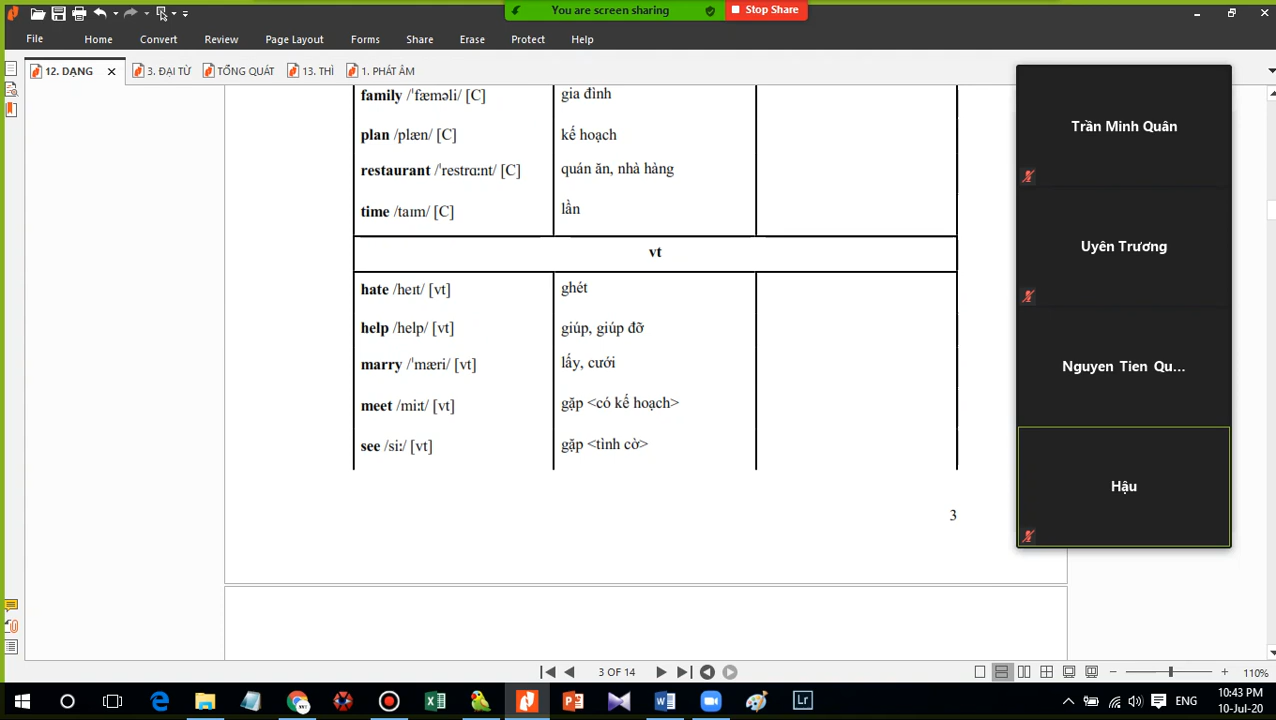 You are screen sharing
Stop Share
File Home Convert Review Page Layout Forms Share Erase Protect Help
12. DẠNG 3. ĐẠI TỪ TỔNG QUÁT 13. THÌ 1. PHÁT ÂM
family /ˈfæməli/ [C] gia đình
plan /plæn/ [C] kế hoạch
restaurant /ˈrestrɑːnt/ [C] quán ăn, nhà hàng
time /taɪm/ [C] lần
vt
hate /heɪt/ [vt] ghét
help /help/ [vt] giúp, giúp đỡ
marry /ˈmæri/ [vt] lấy, cưới
meet /miːt/ [vt] gặp <có kế hoạch>
see /siː/ [vt] gặp <tình cờ>
3
Trần Minh Quân
Uyên Trương
Nguyen Tien Qu...
Hậu
3 OF 14
110%
ENG
10:43 PM
10-Jul-20
Lr